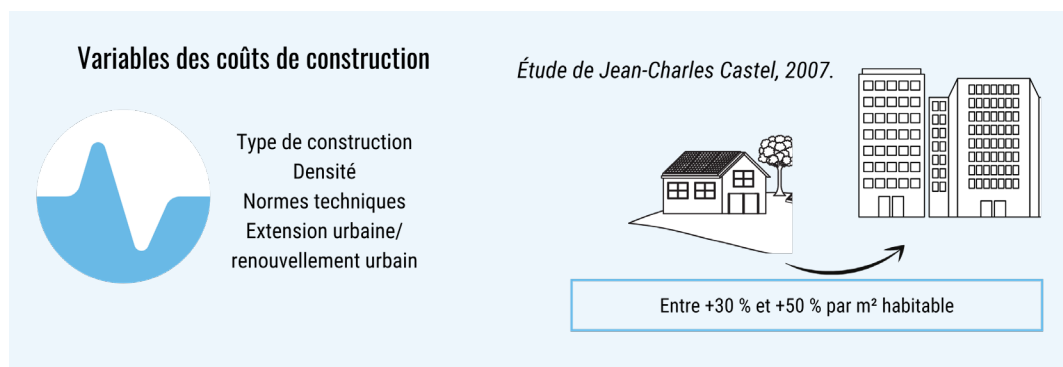 Variables des coûts de construction
Type de construction
Densité
Normes techniques
Extension urbaine/
renouvellement urbain
Étude de Jean-Charles Castel, 2007.
Entre +30 % et +50 % par m² habitable